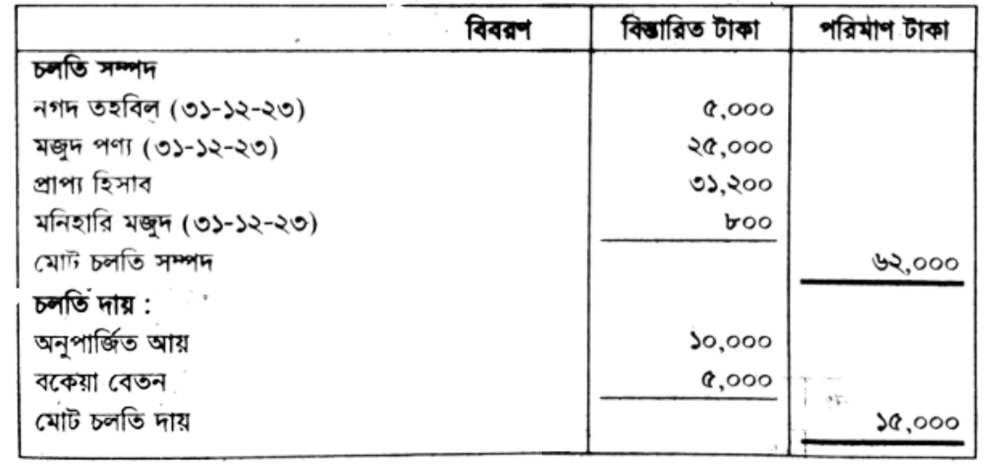 বিবরণ বিস্তারিত টাকা পরিমাণ টাকা
চলতি সম্পদ
নগদ তহবিল (৩১-১২-২৩) ৫,০০০
মজুদ পণ্য (৩১-১২-২৩) ২৫,০০০
প্রাপ্য হিসাব ৩১,২০০
মনিহারি মজুদ (৩১-১২-২৩) ৮০০
মোট চলতি সম্পদ ৬২,০০০
চলতি দায় :
অনুপার্জিত আয় ১০,০০০
বকেয়া বেতন ৫,০০০
মোট চলতি দায় ১৫,০০০